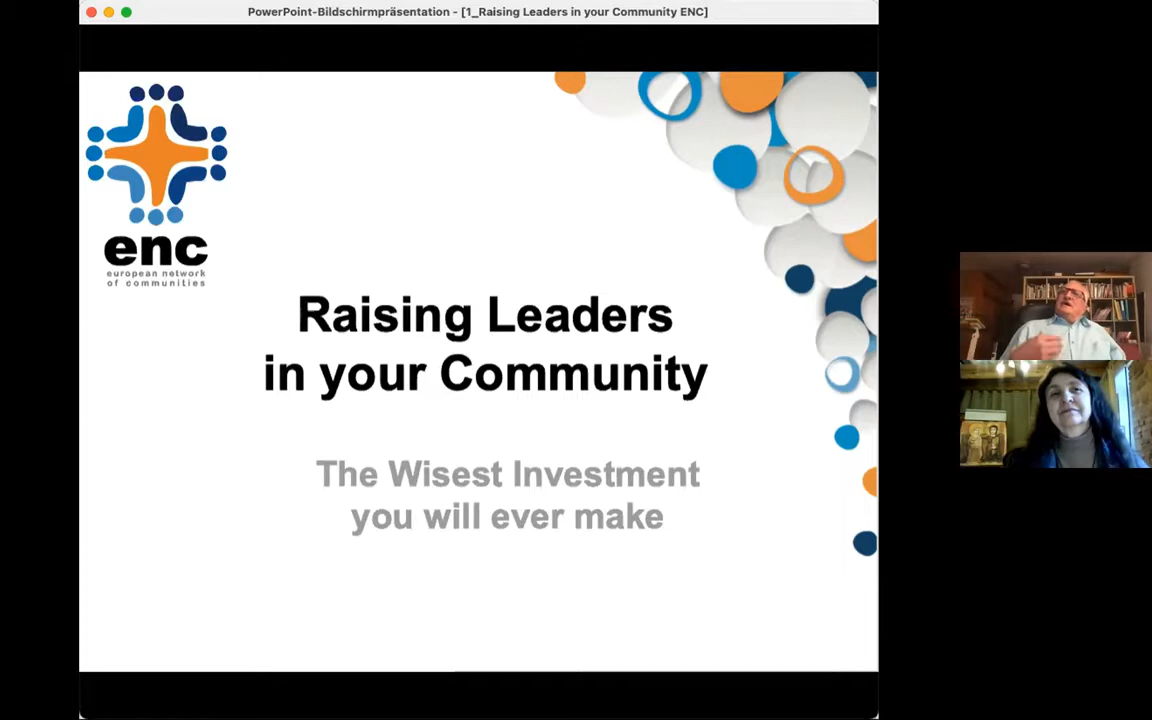 PowerPoint-Bildschirmpräsentation - [1_Raising Leaders in your Community ENC]
enc
european network
of communities
Raising Leaders
in your Community
The Wisest Investment
you will ever make